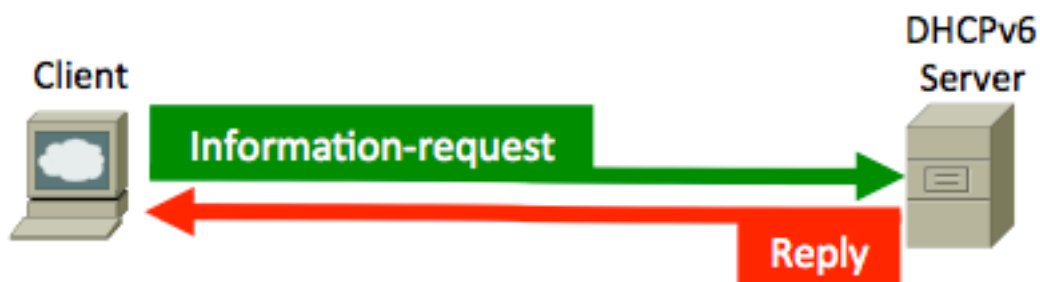 Client
DHCPv6
Server
Information-request
Reply